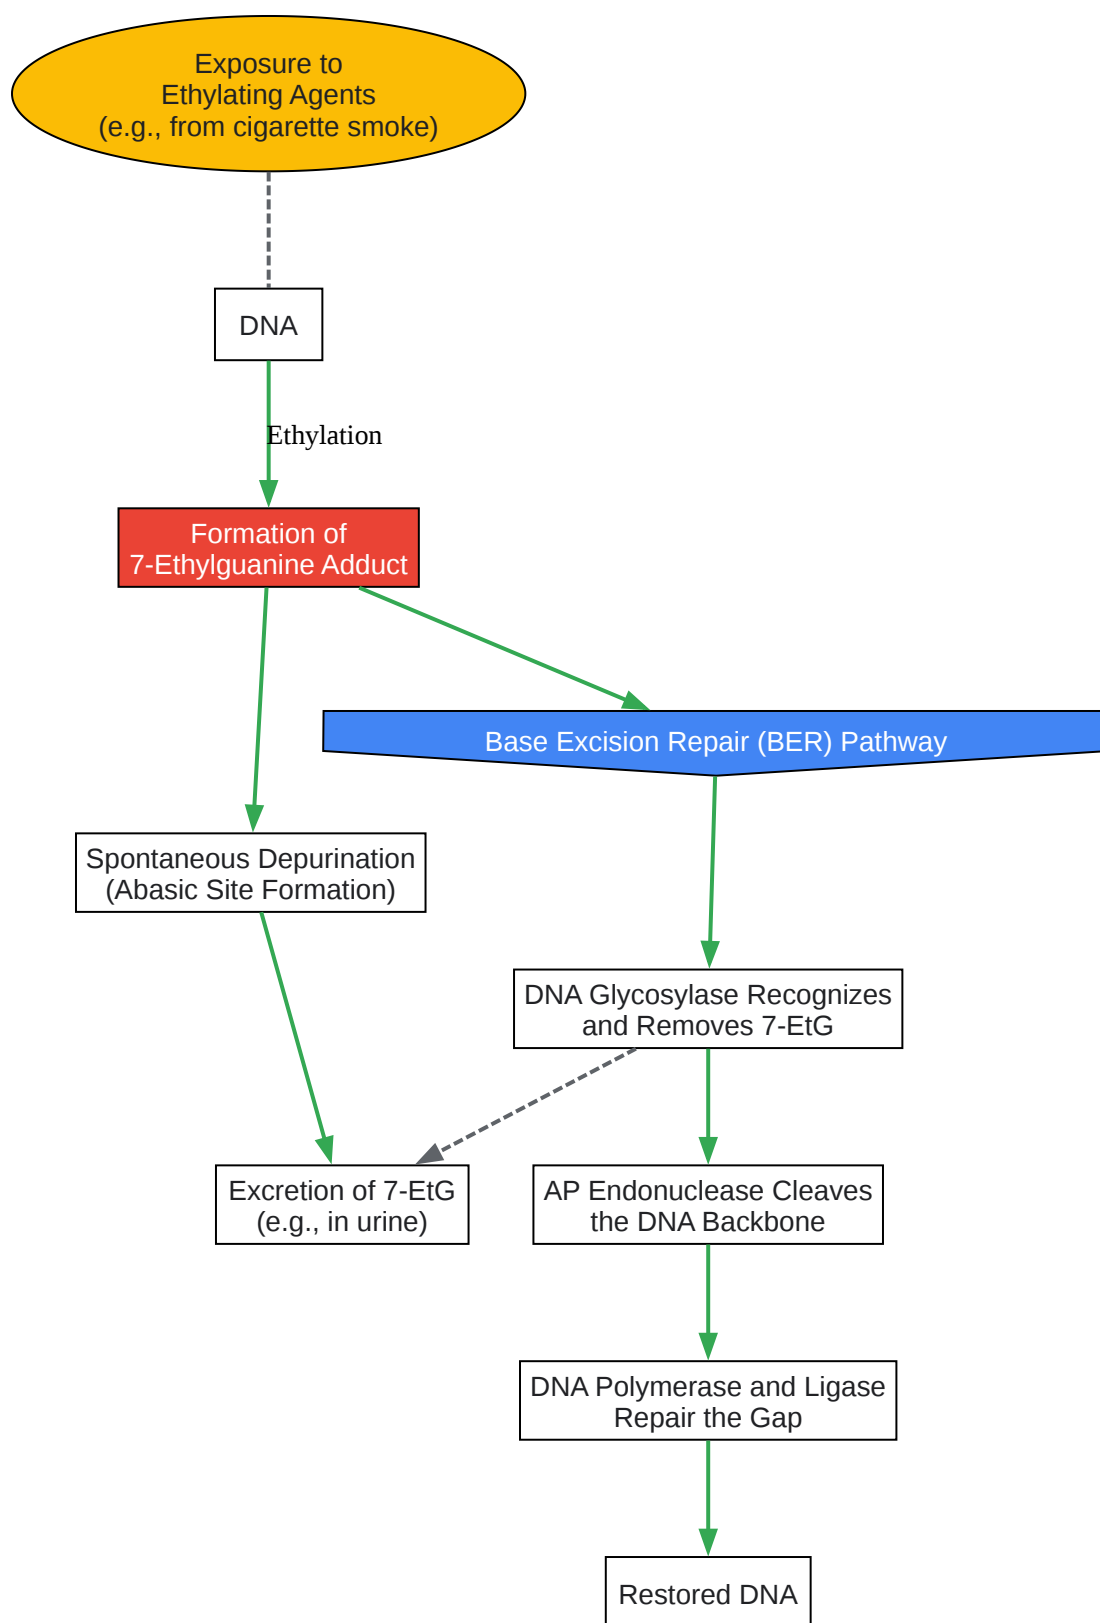 Exposure to
Ethylating Agents
(e.g., from cigarette smoke)
DNA
Ethylation
Formation of
7-Ethylguanine Adduct
Base Excision Repair (BER) Pathway
Spontaneous Depurination
(Abasic Site Formation)
DNA Glycosylase Recognizes
and Removes 7-EtG
Excretion of 7-EtG
(e.g., in urine)
AP Endonuclease Cleaves
the DNA Backbone
DNA Polymerase and Ligase
Repair the Gap
Restored DNA